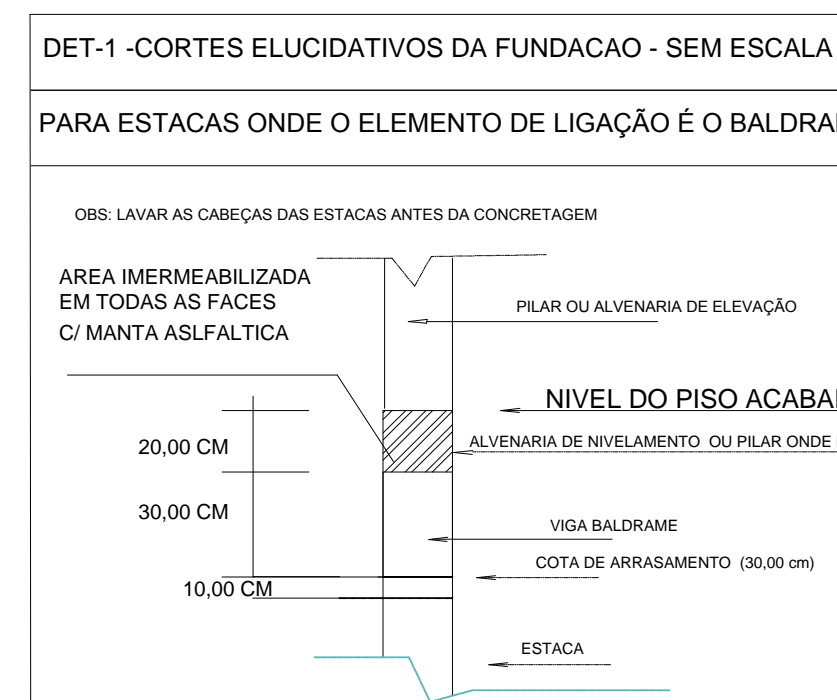 DET-1 -CORTES ELUCIDATIVOS DA FUNDACAO - SEM ESCALA
PARA ESTACAS ONDE O ELEMENTO DE LIGAÇÃO É O
OBS: LAVAR AS CABEÇAS DAS ESTACAS ANTES DA CONCRETAGEM
AREA IMERMEABILIZADA
EM TODAS AS FACES
C/ MANTA ASLFALTICA
PILAR OU ALVENARIA DE ELEVAÇÃO
NIVEL DO PISO
20,00 CM
ALVENARIA DE NIVELAMENTO OU PILAR ONDE
30,00 CM
VIGA BALDRAME
COTA DE ARRASAMENTO (30,00 cm)
10,00 CM
ESTACA